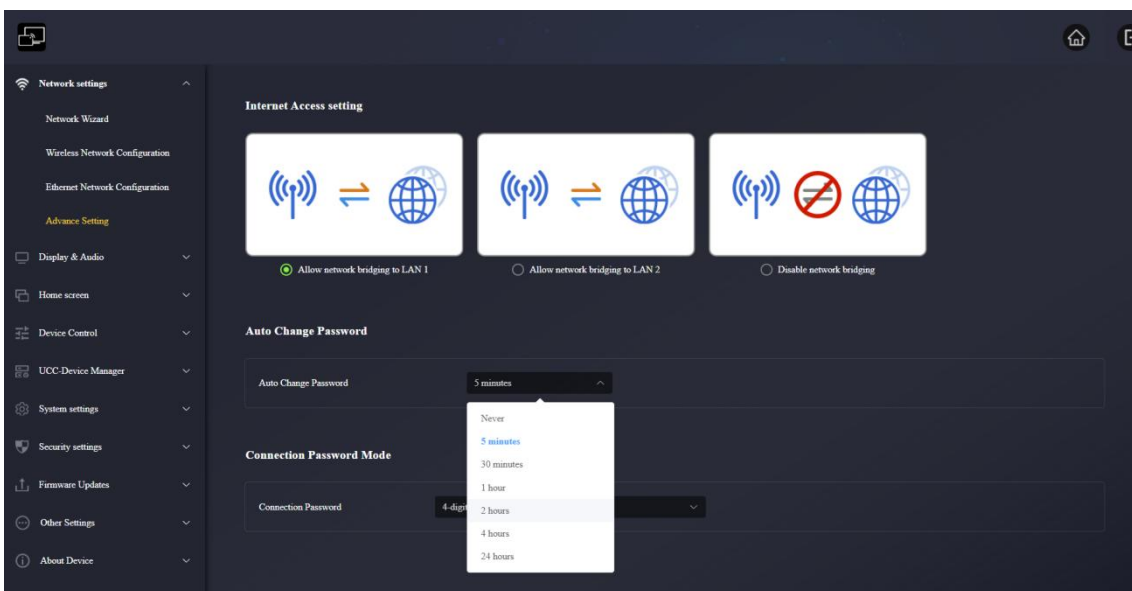 Network settings
Network Wizard
Wireless Network Configuration
Ethernet Network Configuration
Advance Setting
Display & Audio
Home screen
Device Control
UCC-Device Manager
System settings
Security settings
Firmware Updates
Other Settings
About Device
Internet Access setting
Allow network bridging to LAN 1
Allow network bridging to LAN 2
Disable network bridging
Auto Change Password
Auto Change Password
5 minutes
Never
5 minutes
30 minutes
1 hour
2 hours
4 hours
24 hours
Connection Password Mode
Connection Password